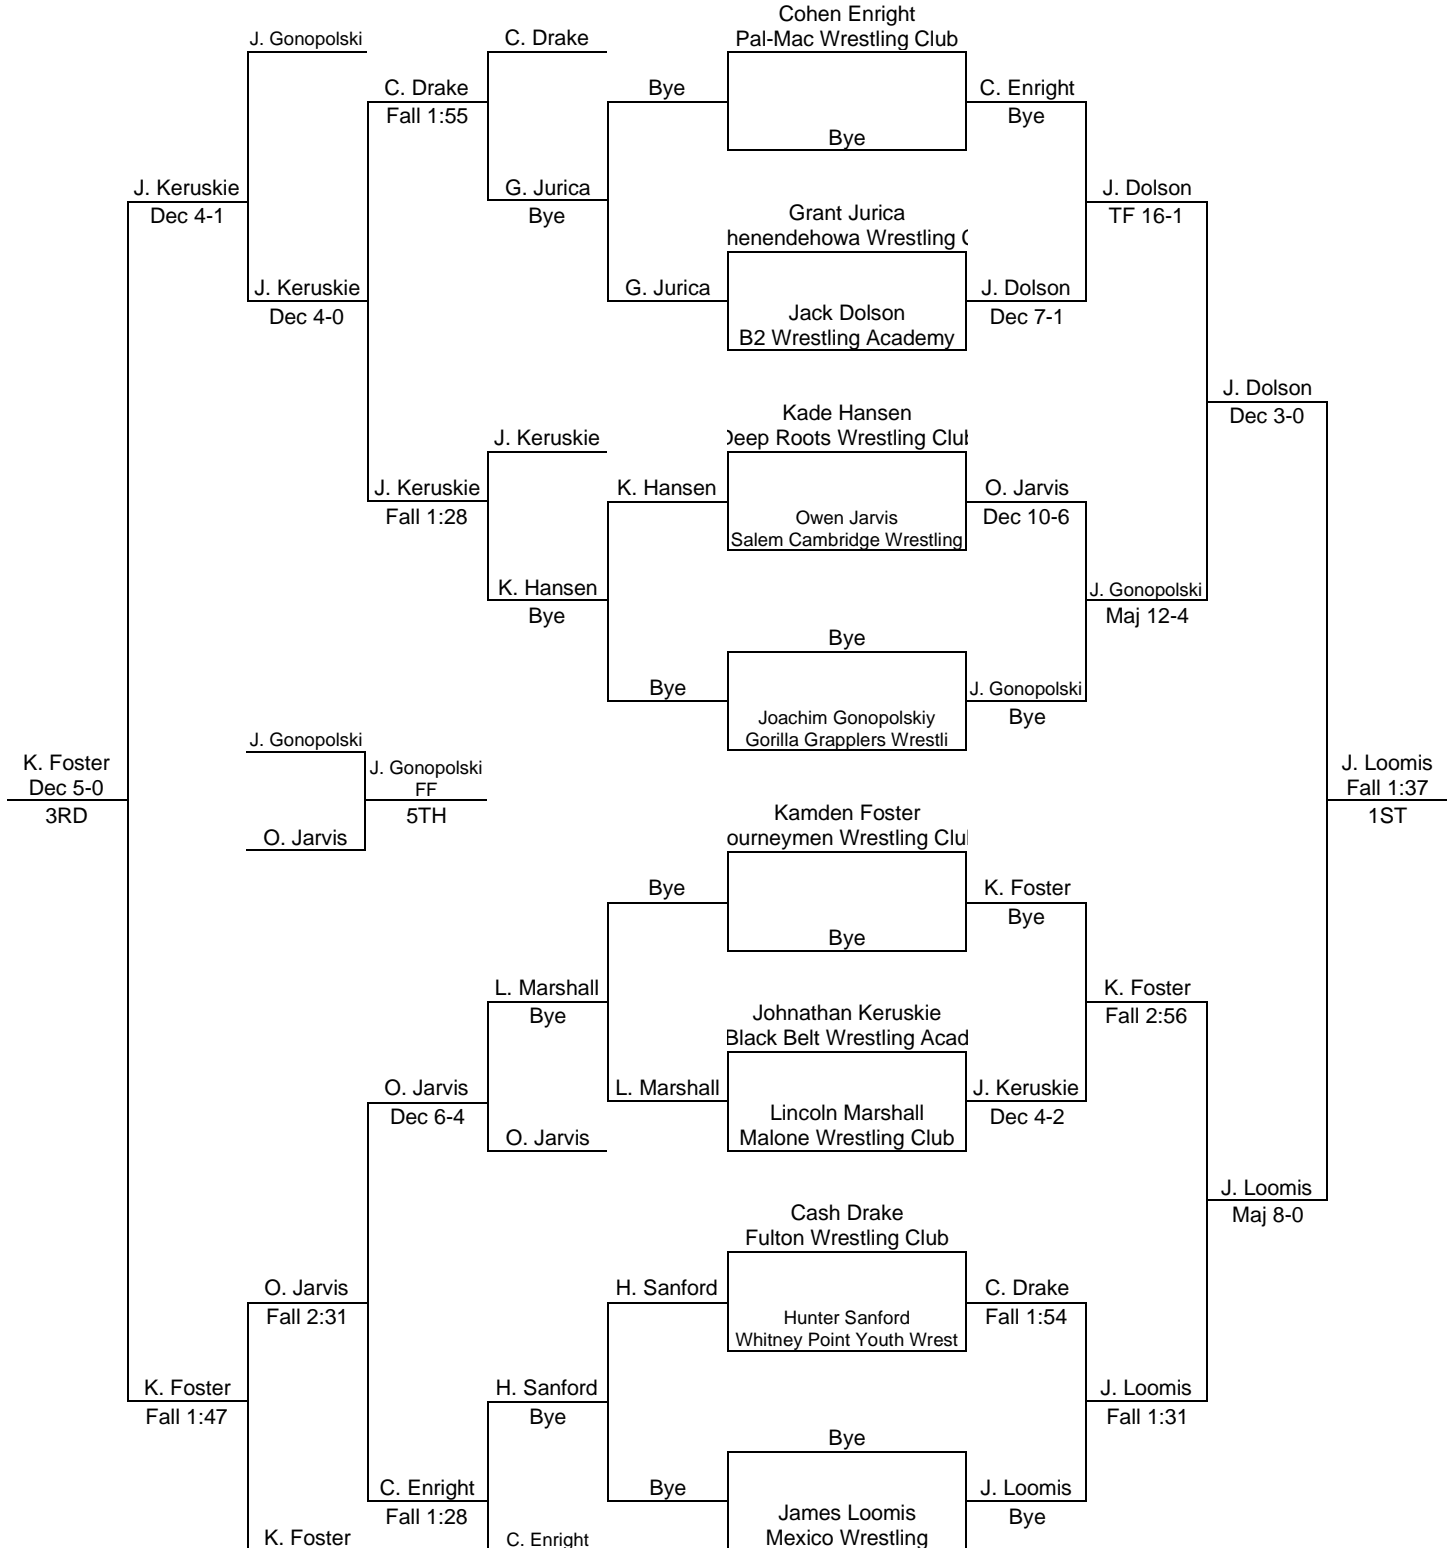 Cohen Enright
Pal-Mac Wrestling Club
J. Gonopolski
C. Drake
C. Drake
Fall 1:55
Bye
C. Enright
Bye
Bye
J. Keruskie
Dec 4-1
G. Jurica
Bye
J. Dolson
TF 16-1
Grant Jurica
henendehowa Wrestling
J. Keruskie
Dec 4-0
G. Jurica
Jack Dolson
B2 Wrestling Academy
J. Dolson
Dec 7-1
J. Dolson
Dec 3-0
Kade Hansen
Deep Roots Wrestling Club
J. Keruskie
J. Keruskie
Fall 1:28
K. Hansen
Owen Jarvis
Salem Cambridge Wrestling
O. Jarvis
Dec 10-6
K. Hansen
Bye
J. Gonopolski
Maj 12-4
Bye
Bye
Joachim Gonopolskiy
Gorilla Grapplers Wrestli
J. Gonopolski
Bye
K. Foster
Dec 5-0
3RD
J. Gonopolski
O. Jarvis
J. Gonopolski
FF
5TH
J. Loomis
Fall 1:37
1ST
Kamden Foster
ourneymen Wrestling Clu
Bye
K. Foster
Bye
Bye
L. Marshall
Bye
K. Foster
Fall 2:56
Johnathan Keruskie
Black Belt Wrestling Acad
O. Jarvis
Dec 6-4
L. Marshall
Lincoln Marshall
Malone Wrestling Club
J. Keruskie
Dec 4-2
O. Jarvis
J. Loomis
Maj 8-0
Cash Drake
Fulton Wrestling Club
O. Jarvis
Fall 2:31
H. Sanford
Hunter Sanford
Whitney Point Youth Wrest
C. Drake
Fall 1:54
K. Foster
Fall 1:47
H. Sanford
Bye
J. Loomis
Fall 1:31
Bye
C. Enright
Fall 1:28
Bye
James Loomis
Mexico Wrestling
J. Loomis
Bye
K. Foster
C. Enright